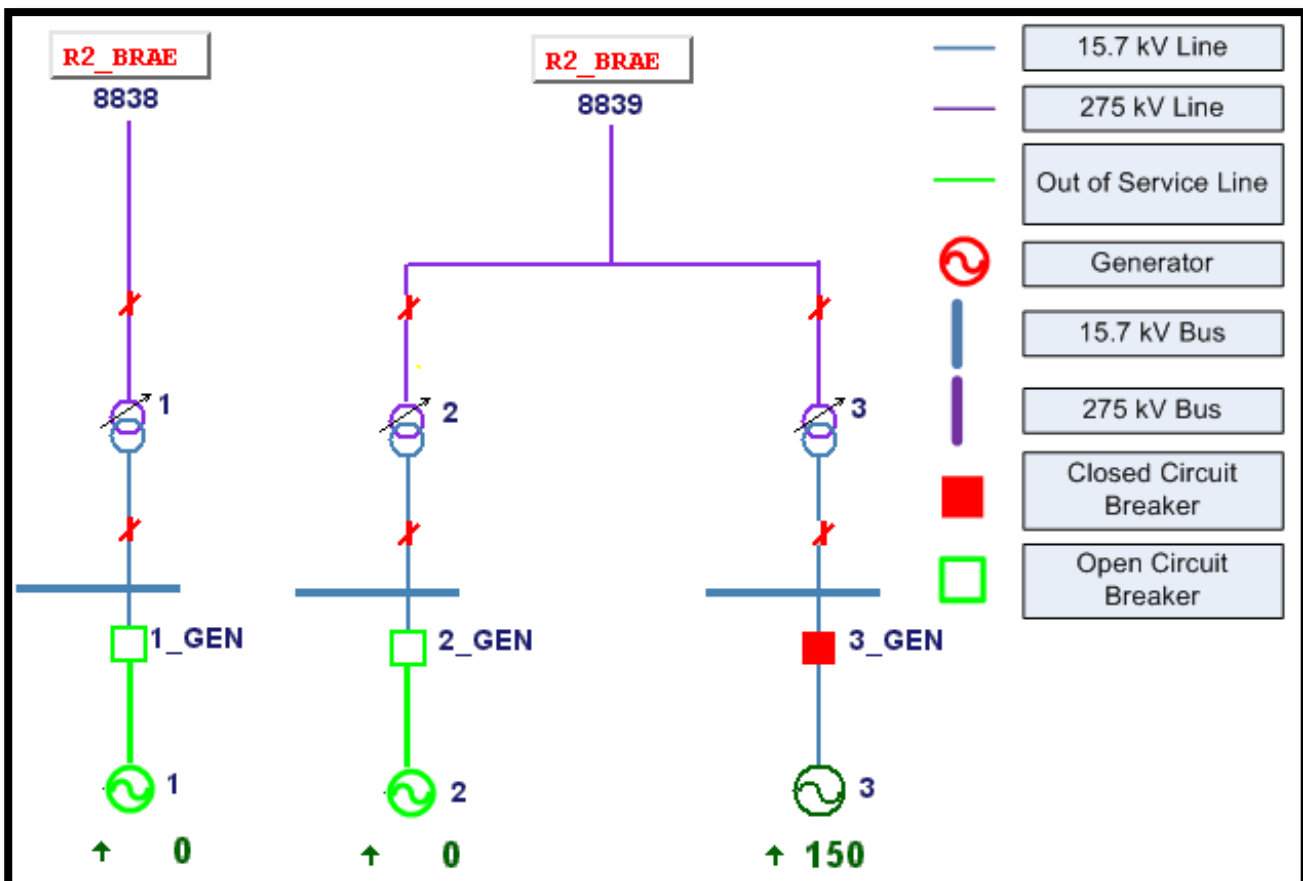 R2_BRAE
8838
1
1_GEN
1
0
R2_BRAE
8839
2
3
2_GEN
3_GEN
2
3
0
150
15.7 kV Line
275 kV Line
Out of Service Line
Generator
15.7 kV Bus
275 kV Bus
Closed Circuit
Breaker
Open Circuit
Breaker